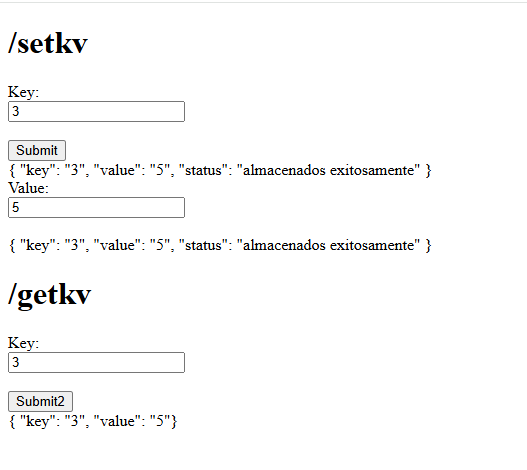 /setkv
Key:
3
Submit
{ "key": "3", "value": "5", "status": "almacenados exitosamente" }
Value:
5
{ "key": "3", "value": "5", "status": "almacenados exitosamente" }
/getkv
Key:
3
Submit2
{ "key": "3", "value": "5"}